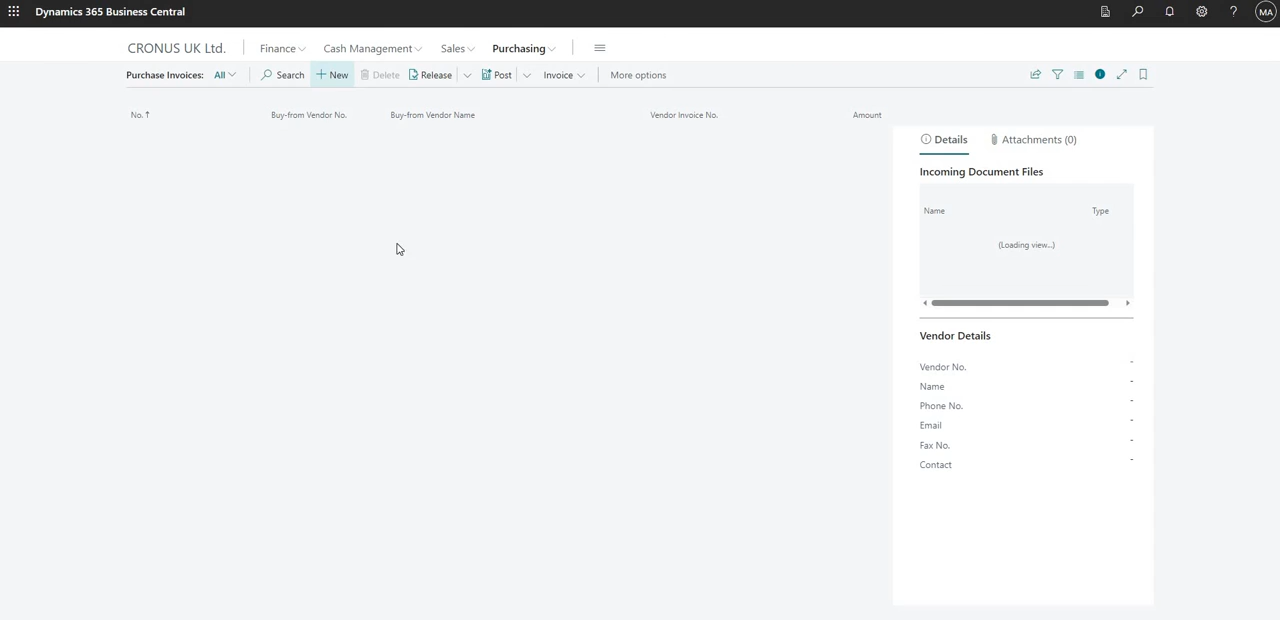 Dynamics 365 Business Central
MA
CRONUS UK Ltd. Finance Cash Management Sales Purchasing
Purchase Invoices: All Search + New Delete Release Post Invoice More options
No. ↑ Buy-from Vendor No. Buy-from Vendor Name Vendor Invoice No. Amount
Details Attachments (0)
Incoming Document Files
Name Type
(Loading view...)
Vendor Details
Vendor No. -
Name -
Phone No. -
Email -
Fax No. -
Contact -